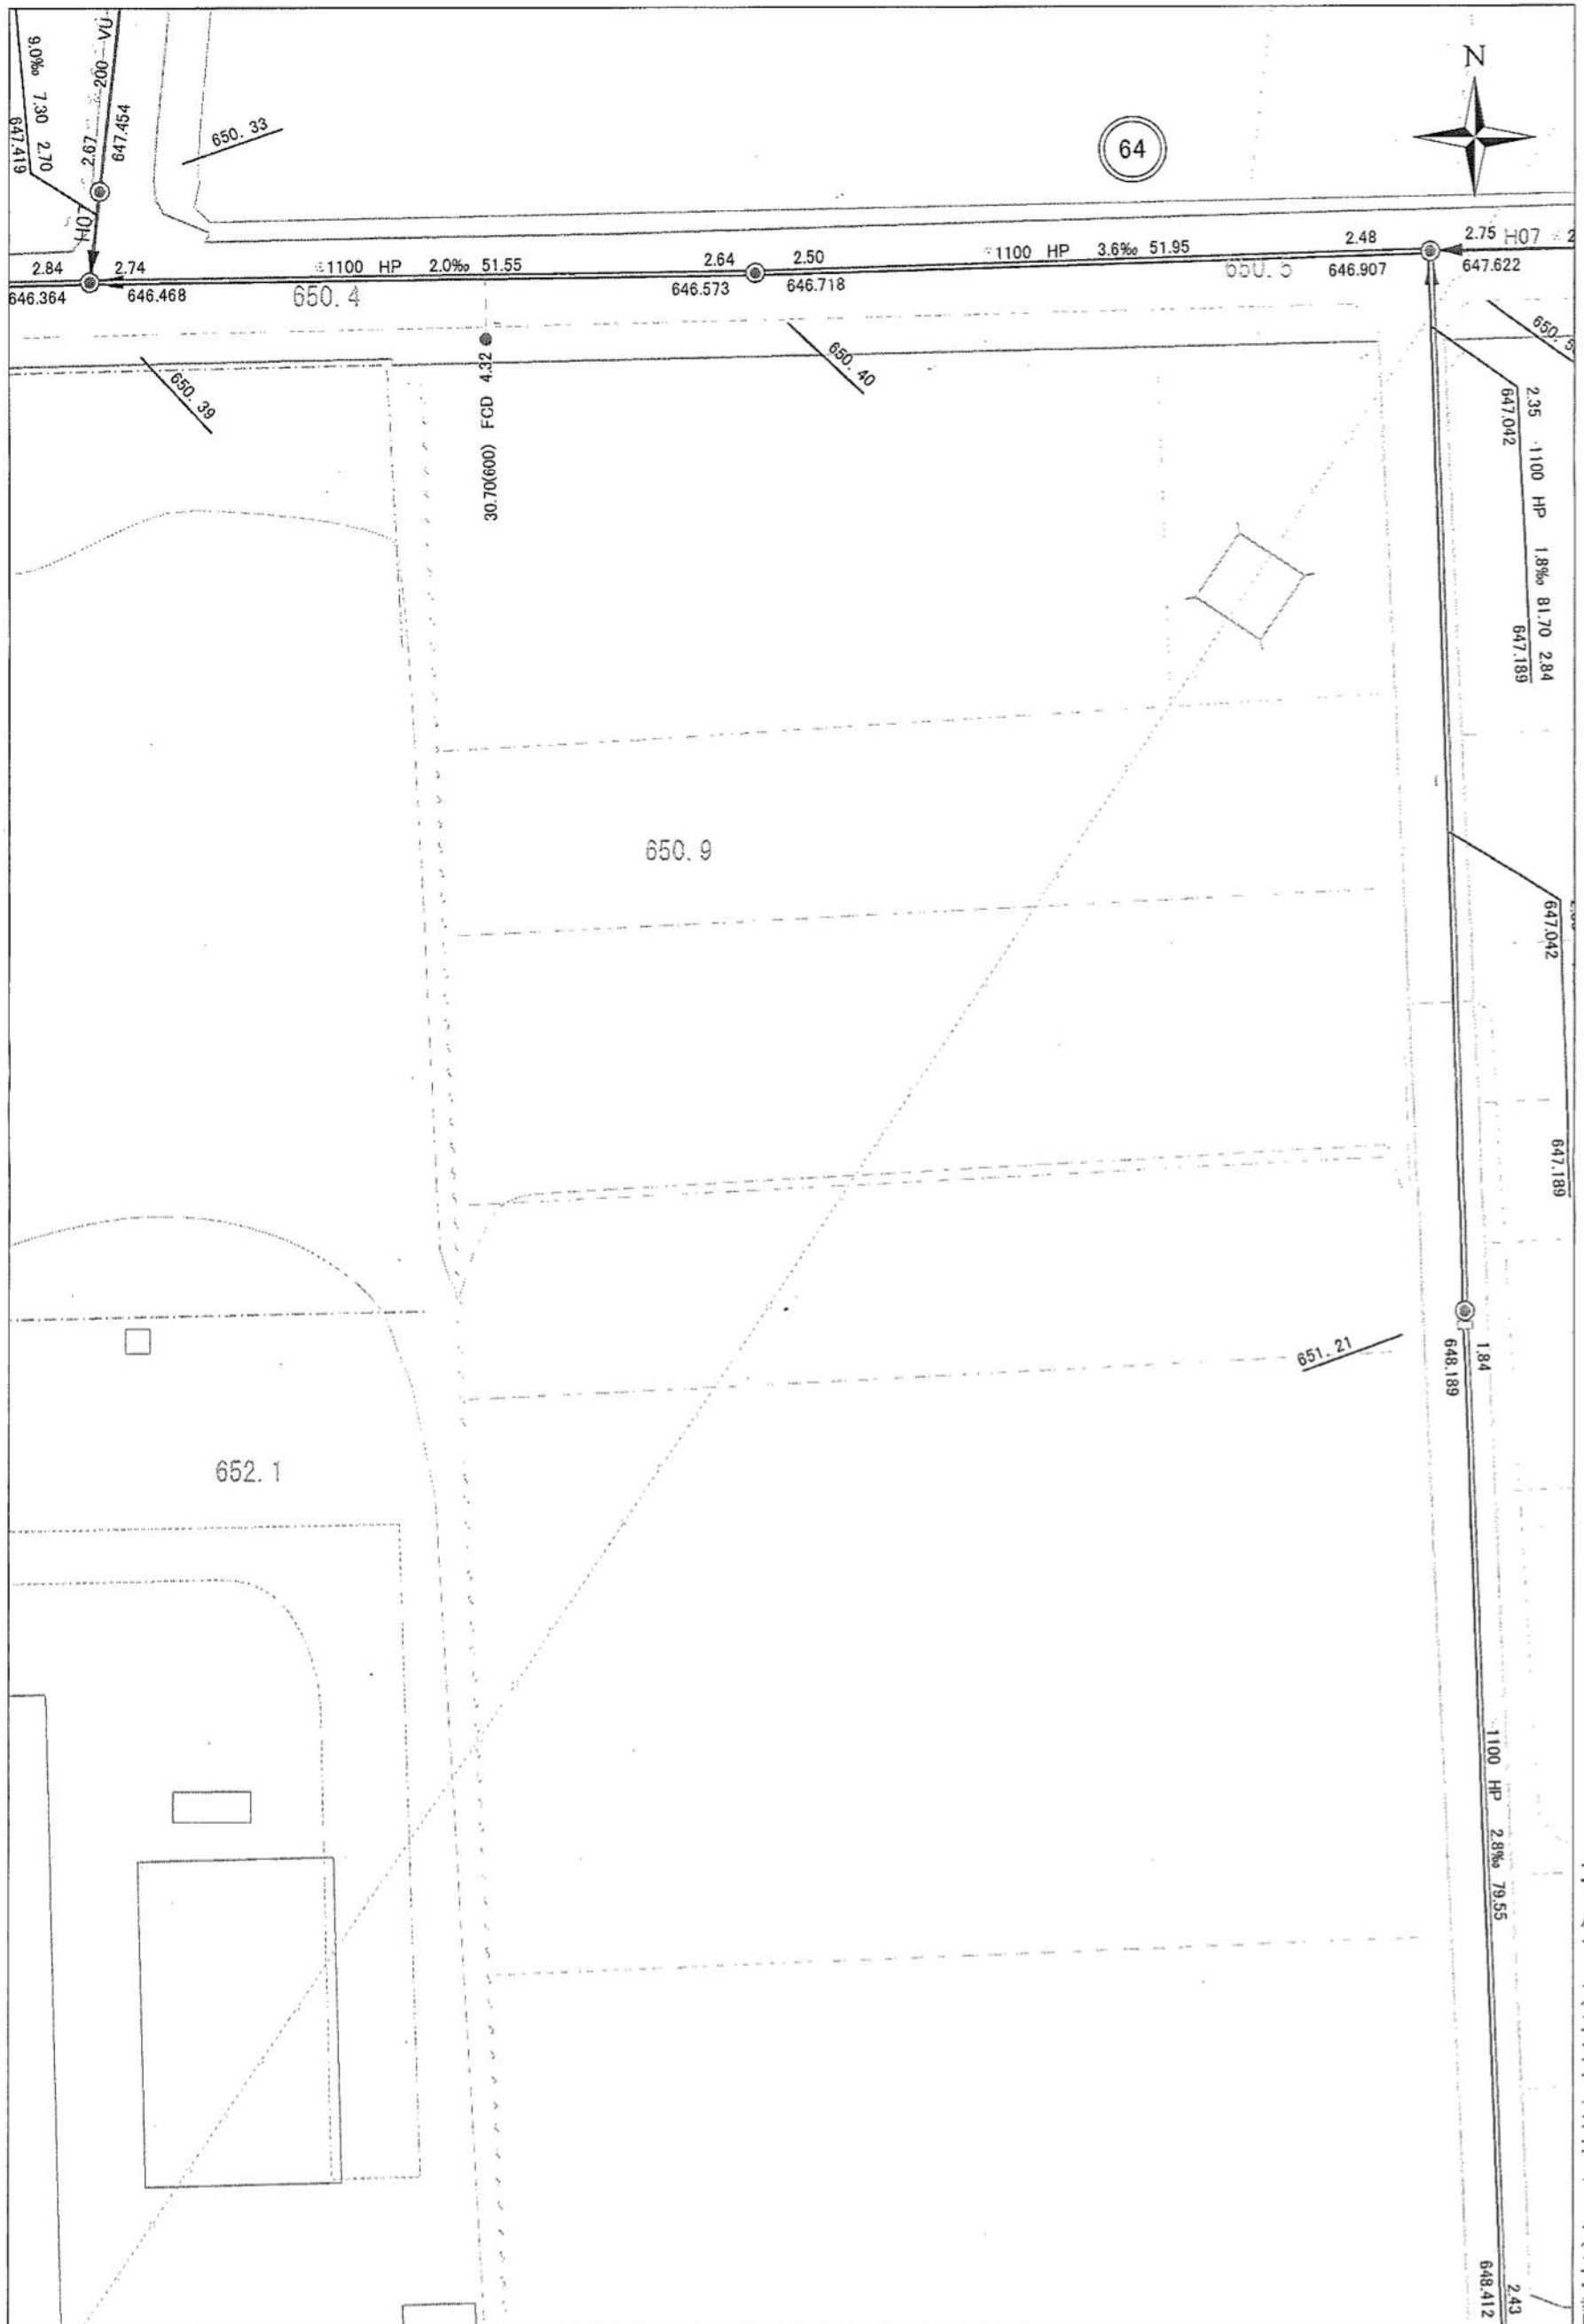 N
64
200 VU
647.454
2.67
9.0‰ 7.30 2.70
647.419
H07
650.33
2.84
646.364
2.74
646.468
1100 HP 2.0‰ 51.55
650.4
2.64
646.573
2.50
646.718
1100 HP 3.6‰ 51.95
650.5
2.48
646.907
2.75 H07
647.622
650.39
30.70(600) FCD 4.32
650.40
2.35 1100 HP 1.8‰ 81.70 2.84
647.042 647.189
650.9
647.042 647.189
651.21
1.84
648.189
652.1
1100 HP 2.8‰ 79.55
2.43
648.412